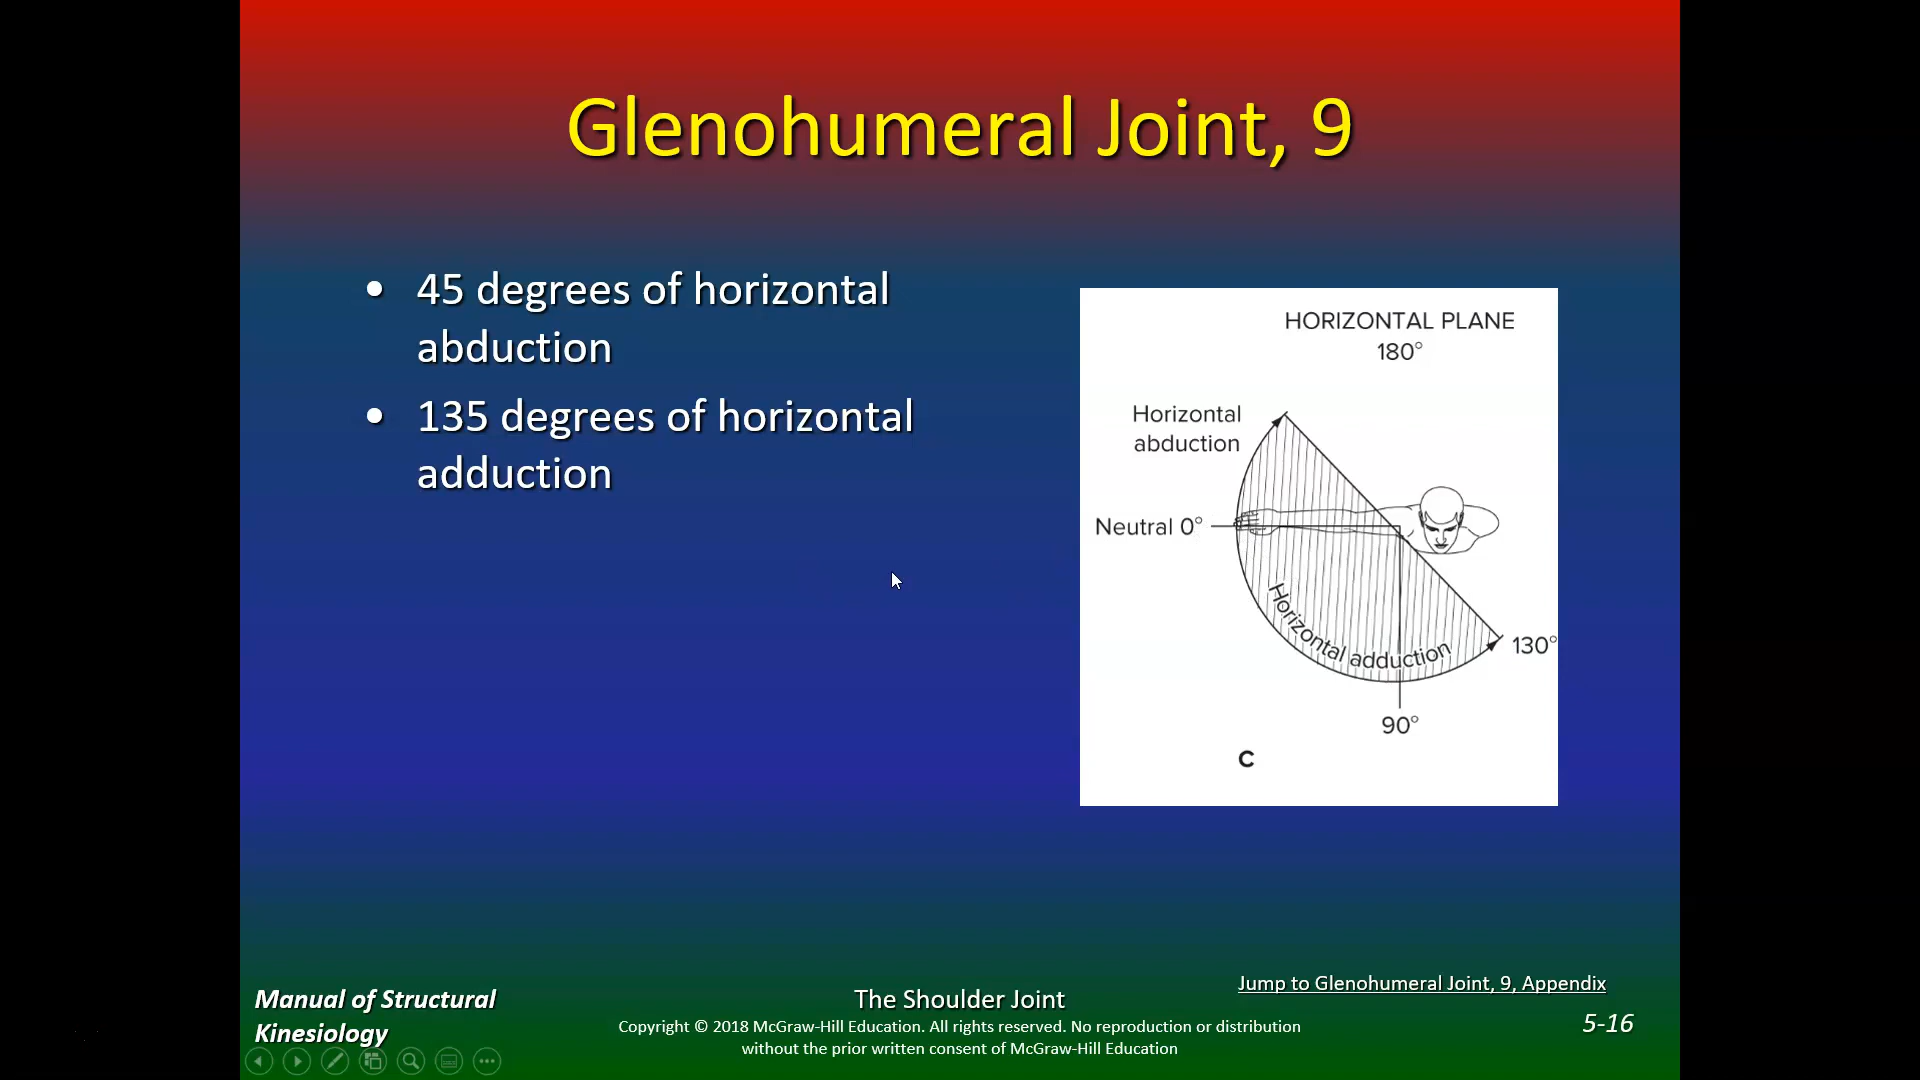 Glenohumeral Joint, 9
• 45 degrees of horizontal
abduction
• 135 degrees of horizontal
adduction
HORIZONTAL PLANE
180°
Horizontal
abduction
Neutral 0°
Horizontal adduction
130°
90°
C
Jump to Glenohumeral Joint, 9, Appendix
Manual of Structural
Kinesiology
The Shoulder Joint
Copyright © 2018 McGraw-Hill Education. All rights reserved. No reproduction or distribution
without the prior written consent of McGraw-Hill Education
5-16